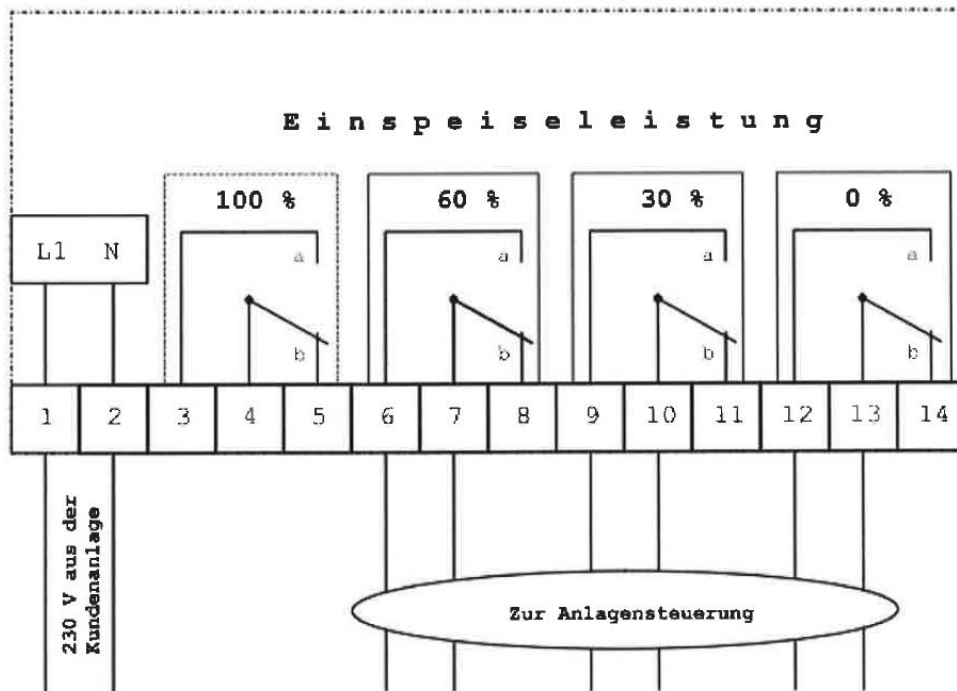 Einspeiseleistung
100 %
60 %
30 %
0 %
L1 N
a
a
a
a
b
b
b
b
1 2 3 4 5 6 7 8 9 10 11 12 13 14
230 V aus der
Kundenanlage
Zur Anlagensteuerung